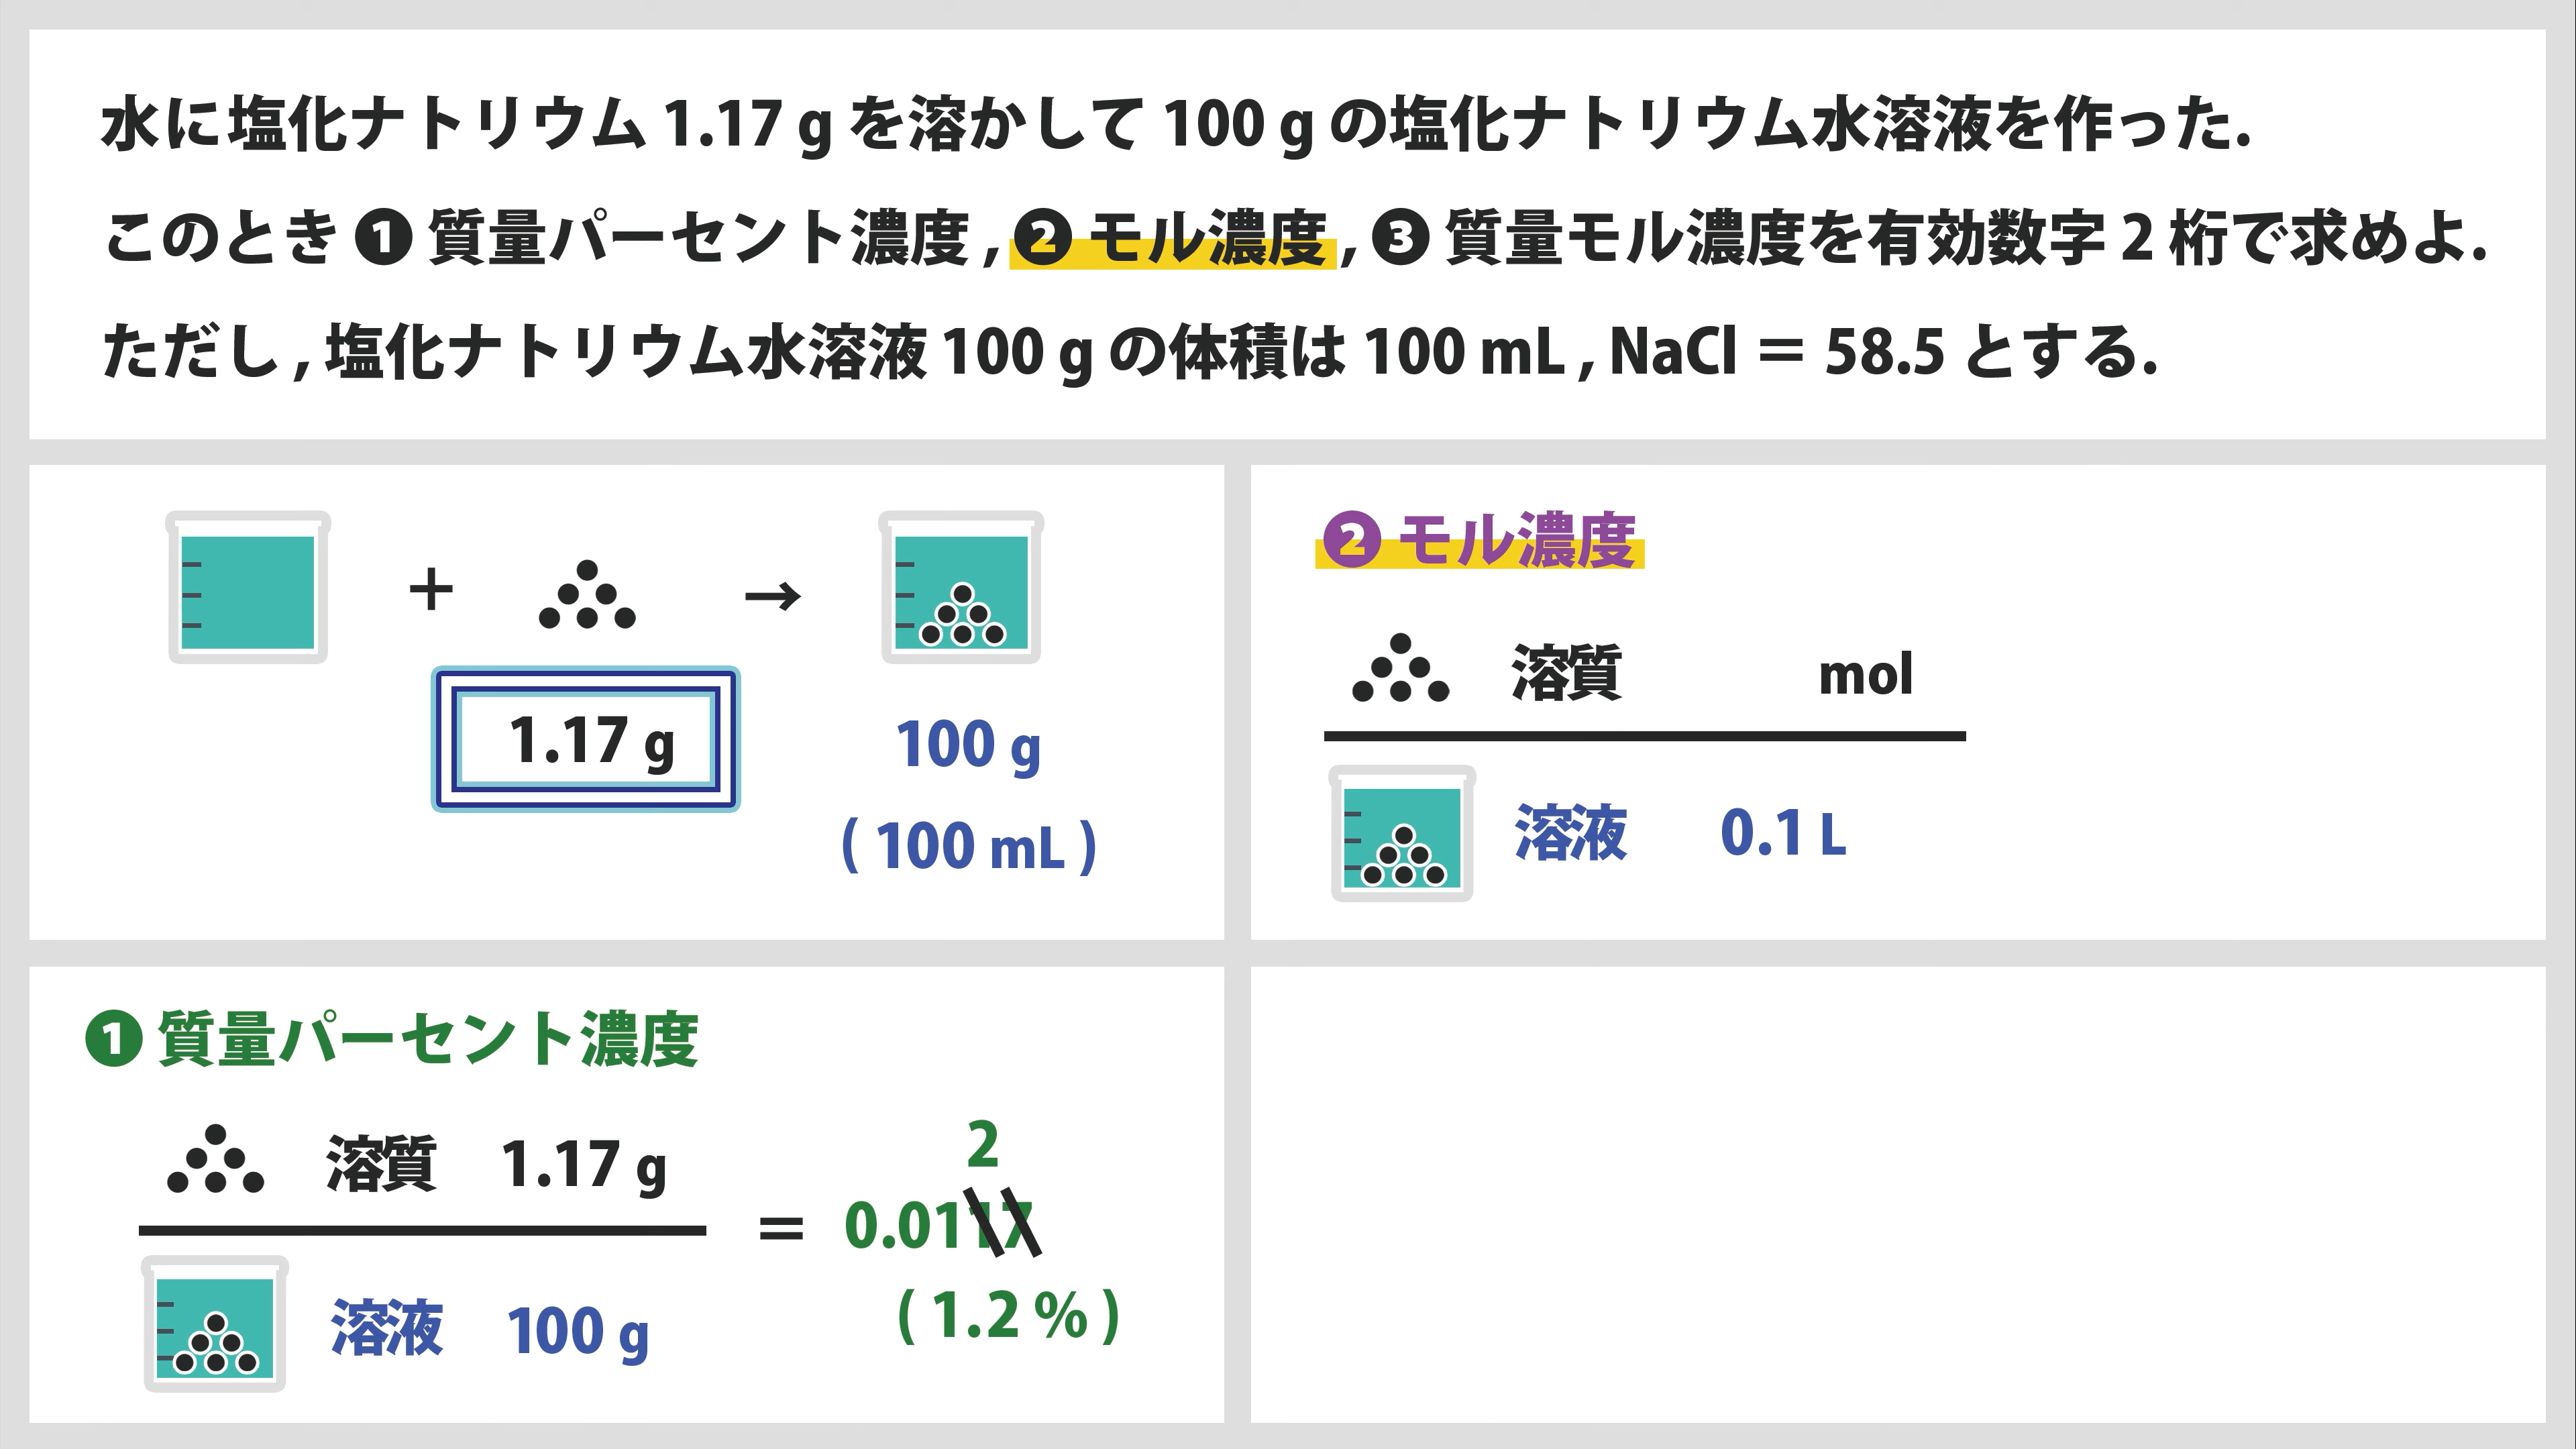 水に塩化ナトリウム 1.17 g を溶かして 100 g の塩化ナトリウム水溶液を作った.
このとき ❶ 質量パーセント濃度 , ❷ モル濃度 , ❸ 質量モル濃度を有効数字 2 桁で求めよ.
ただし , 塩化ナトリウム水溶液 100 g の体積は 100 mL , NaCl = 58.5 とする.
+ →
1.17 g
100 g
( 100 mL )
❷ モル濃度
溶質 mol
溶液 0.1 L
❶ 質量パーセント濃度
溶質 1.17 g
溶液 100 g
=
2
0.0117
( 1.2 % )